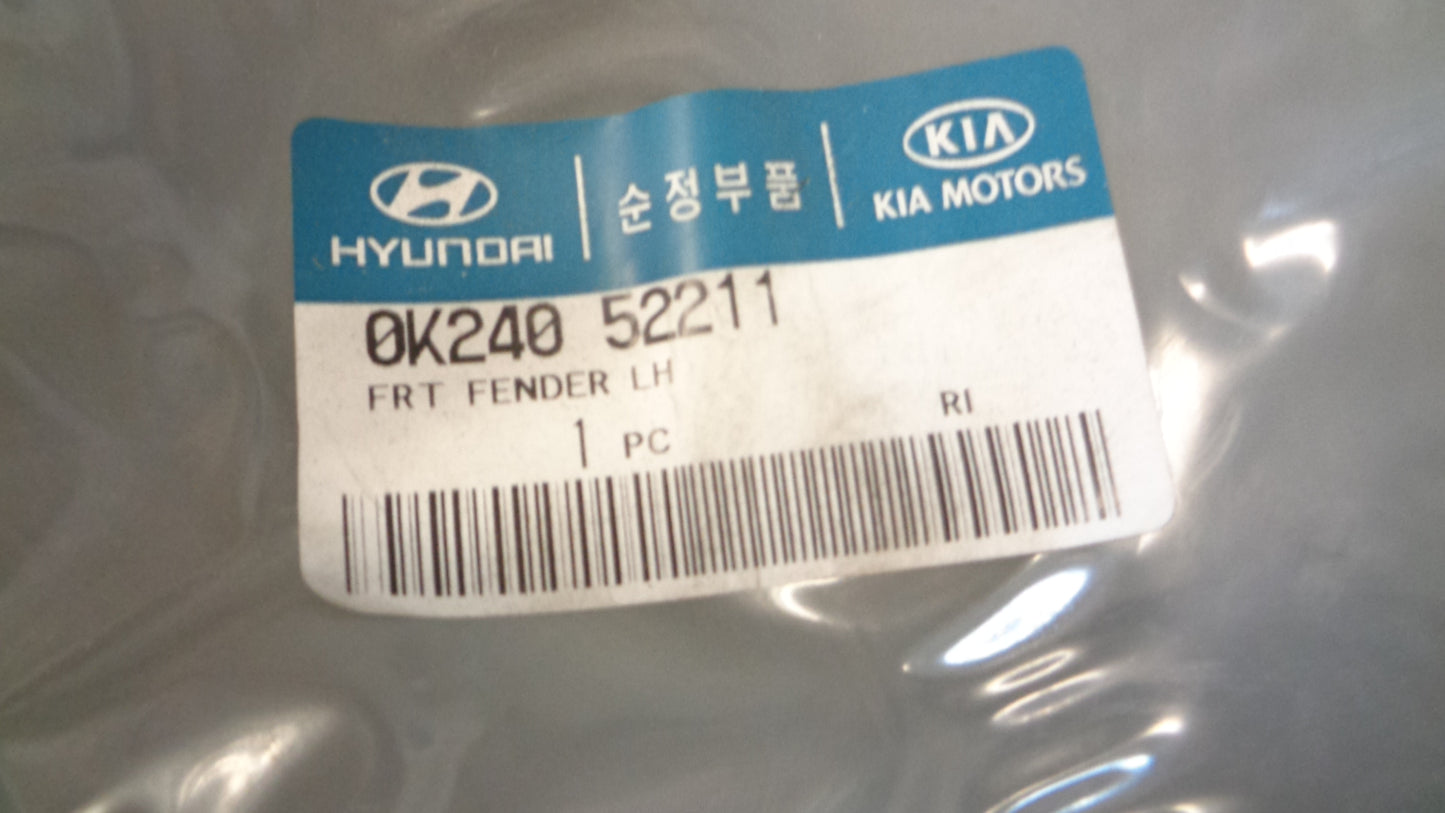 HYUNDAI 순정부품 KIA
KIA MOTORS
0K240 52211
FRT FENDER LH
1 PC RI